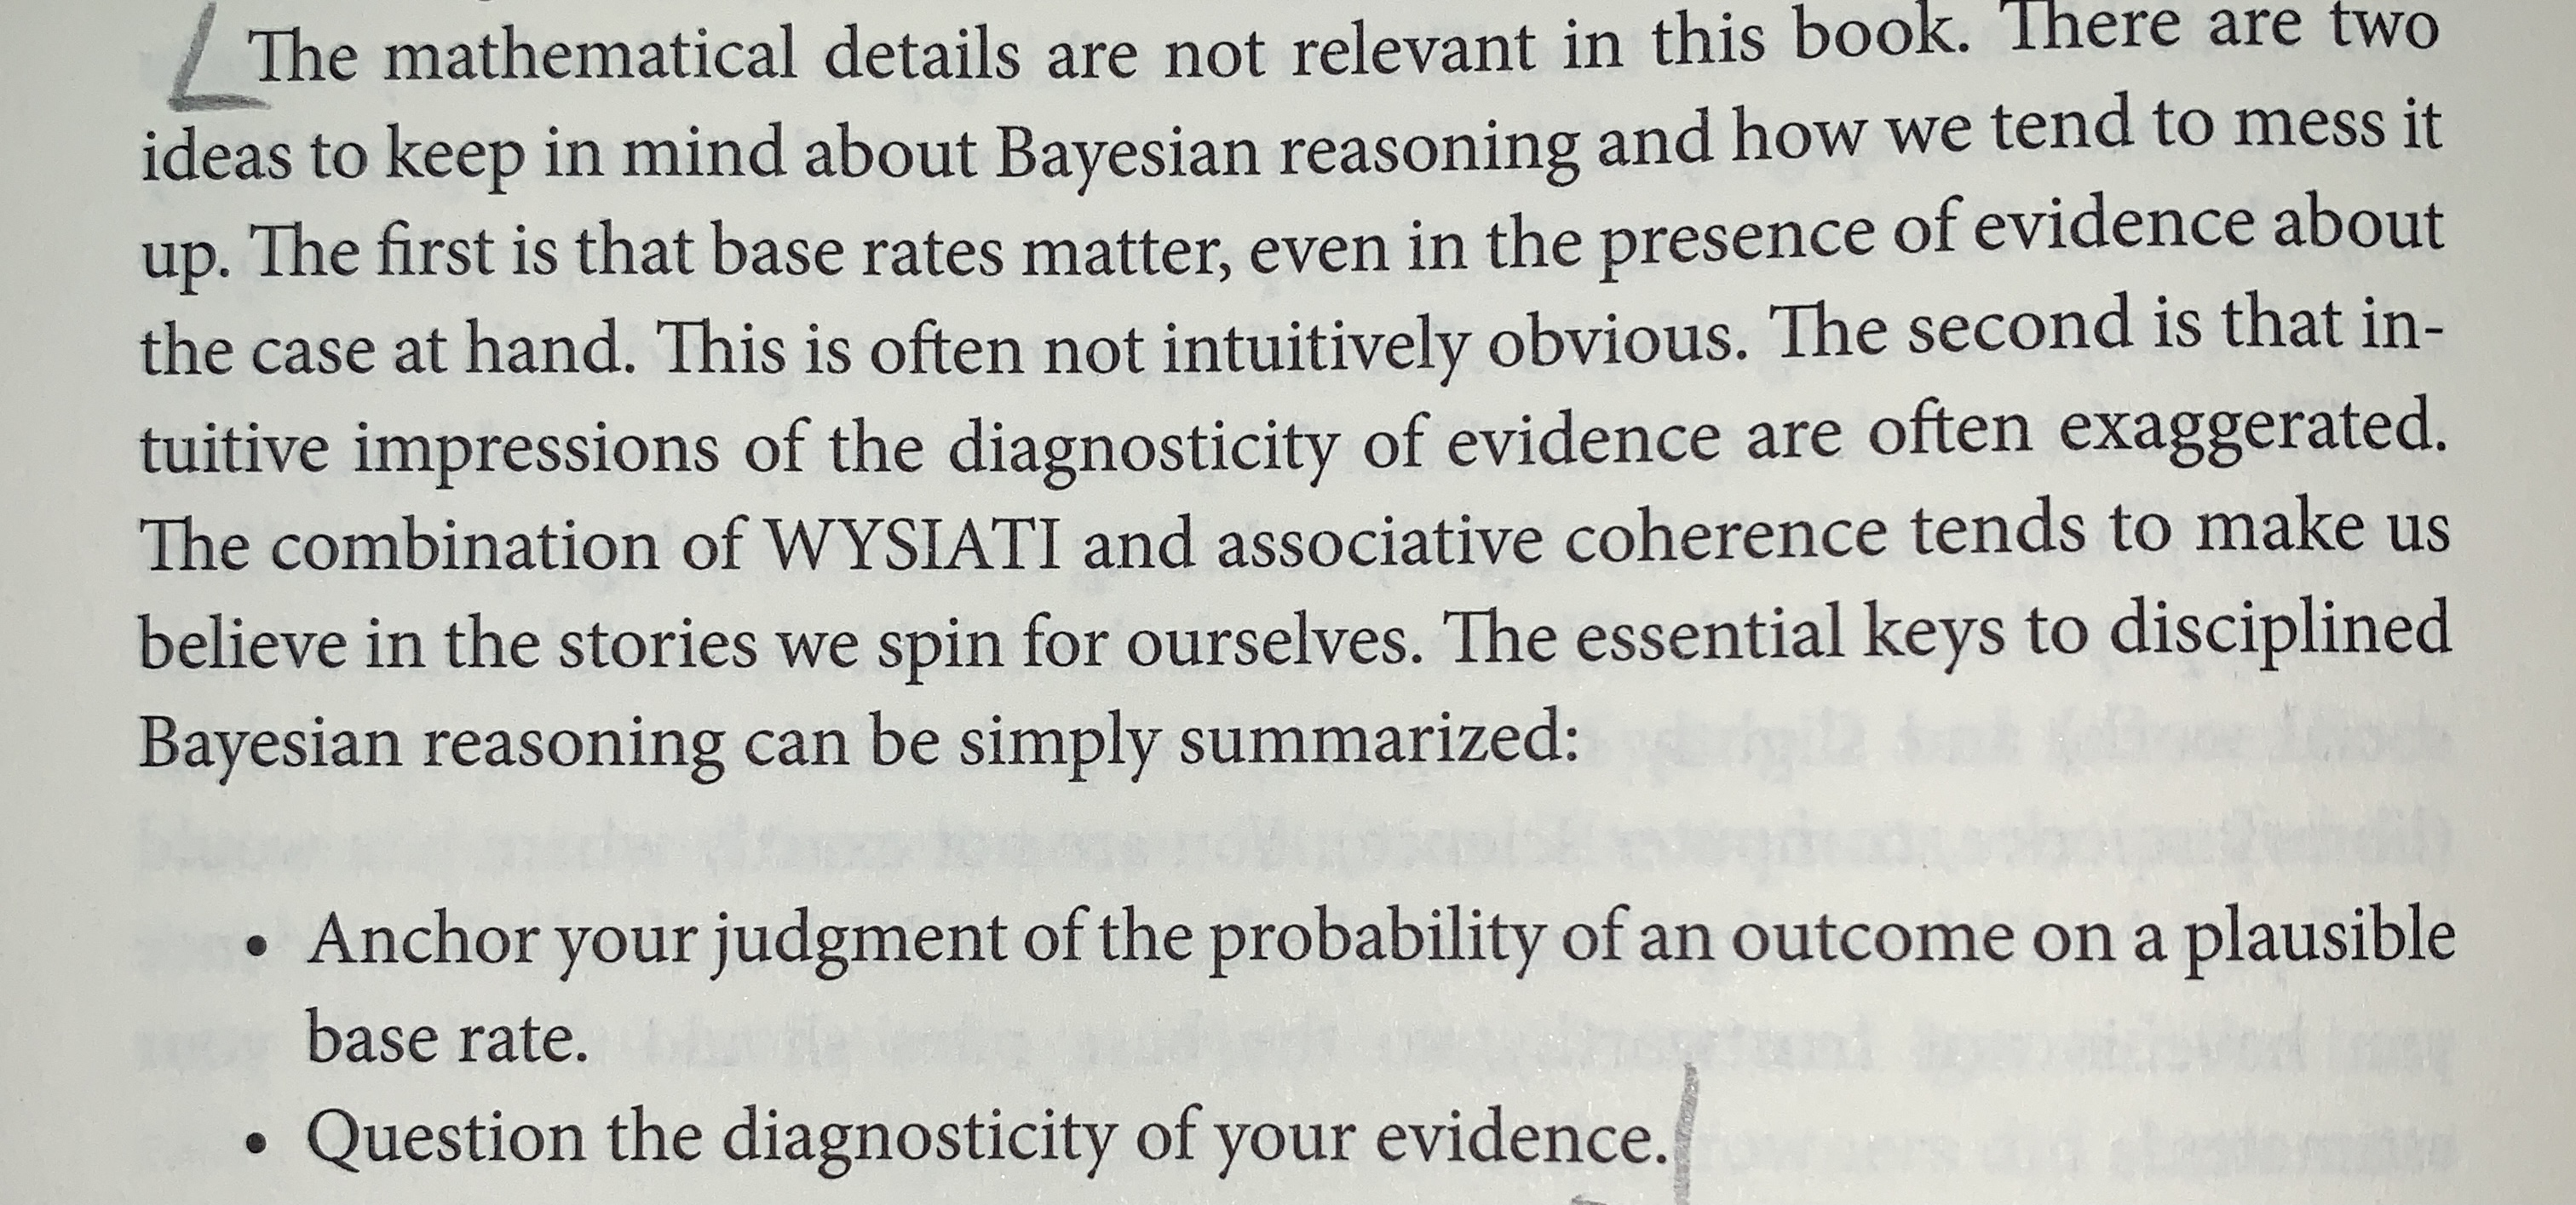 The mathematical details are not relevant in this book. There are two
ideas to keep in mind about Bayesian reasoning and how we tend to mess it
up. The first is that base rates matter, even in the presence of evidence about
the case at hand. This is often not intuitively obvious. The second is that in-
tuitive impressions of the diagnosticity of evidence are often exaggerated.
The combination of WYSIATI and associative coherence tends to make us
believe in the stories we spin for ourselves. The essential keys to disciplined
Bayesian reasoning can be simply summarized:
• Anchor your judgment of the probability of an outcome on a plausible
base rate.
• Question the diagnosticity of your evidence.